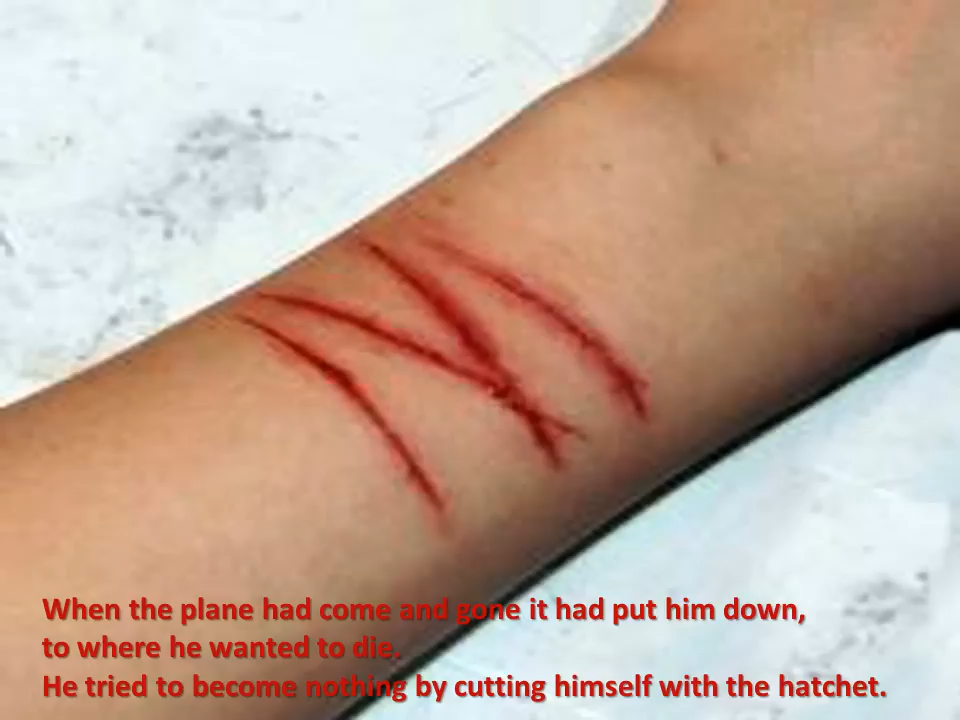 When the plane had come and gone it had put him down,
to where he wanted to die.
He tried to become nothing by cutting himself with the hatchet.